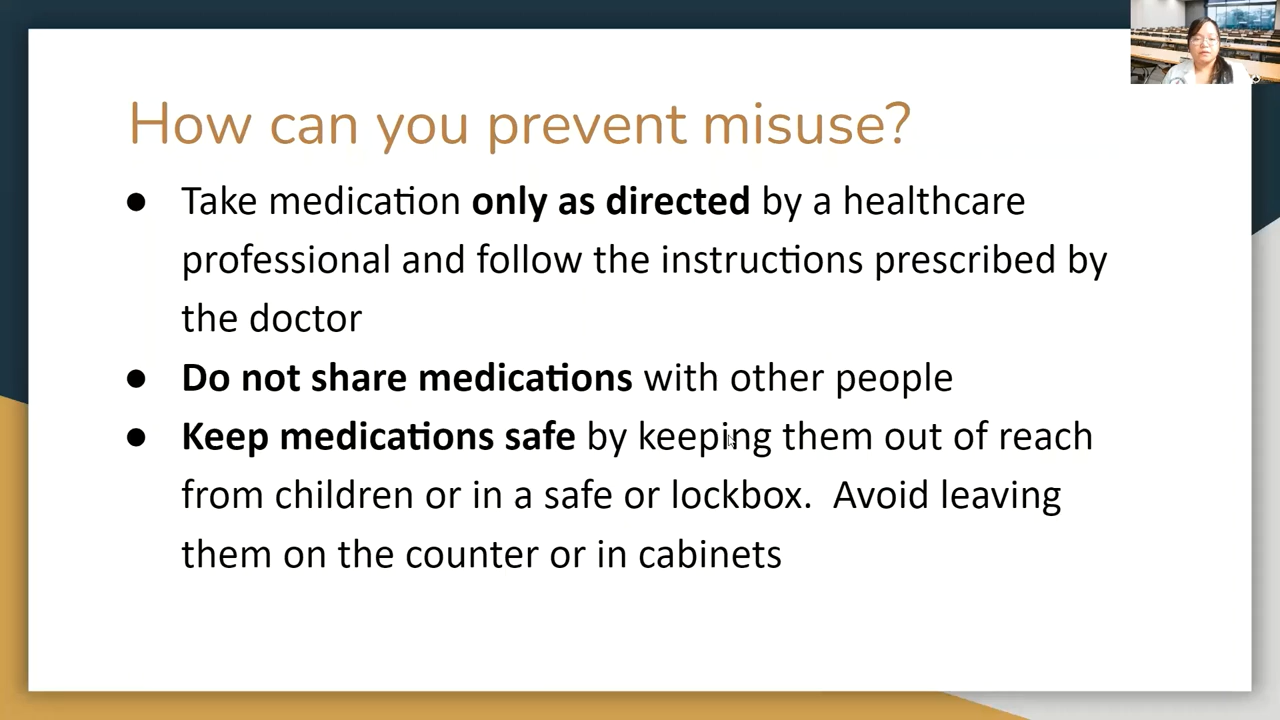 How can you prevent misuse?
● Take medication only as directed by a healthcare
professional and follow the instructions prescribed by
the doctor
● Do not share medications with other people
● Keep medications safe by keeping them out of reach
from children or in a safe or lockbox.  Avoid leaving
them on the counter or in cabinets